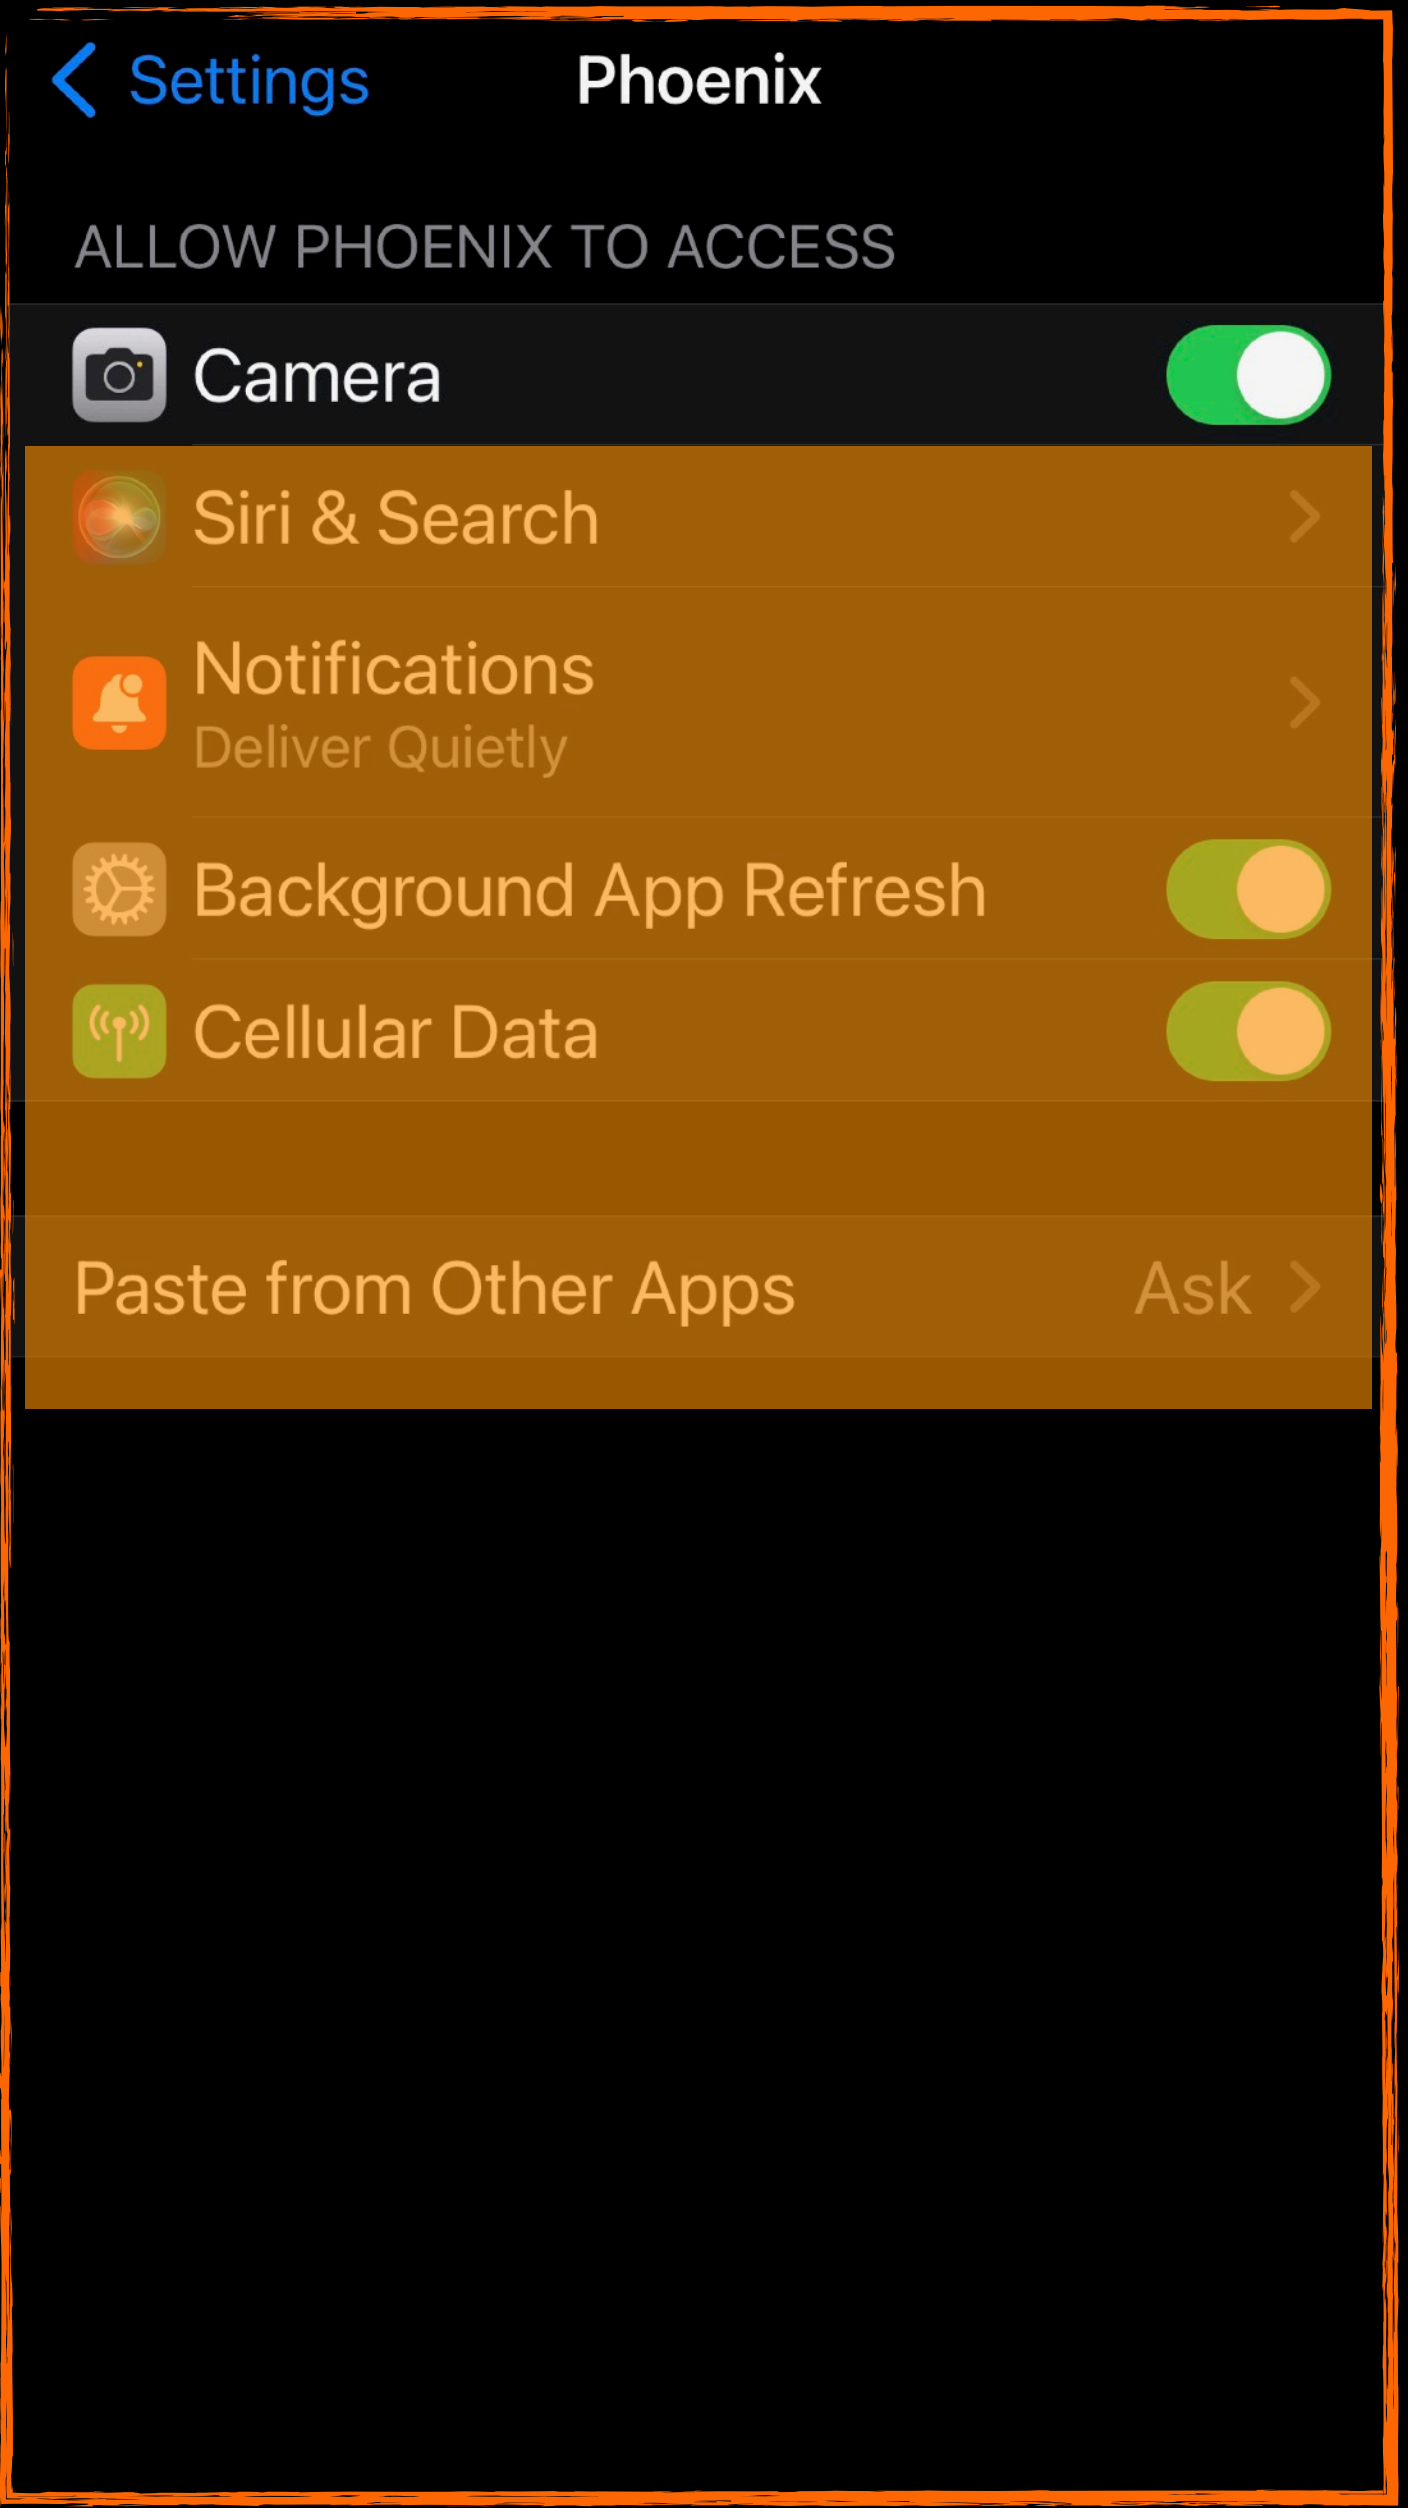 Settings
Phoenix
ALLOW PHOENIX TO ACCESS
Camera
Siri & Search
Notifications
Deliver Quietly
Background App Refresh
Cellular Data
Paste from Other Apps Ask